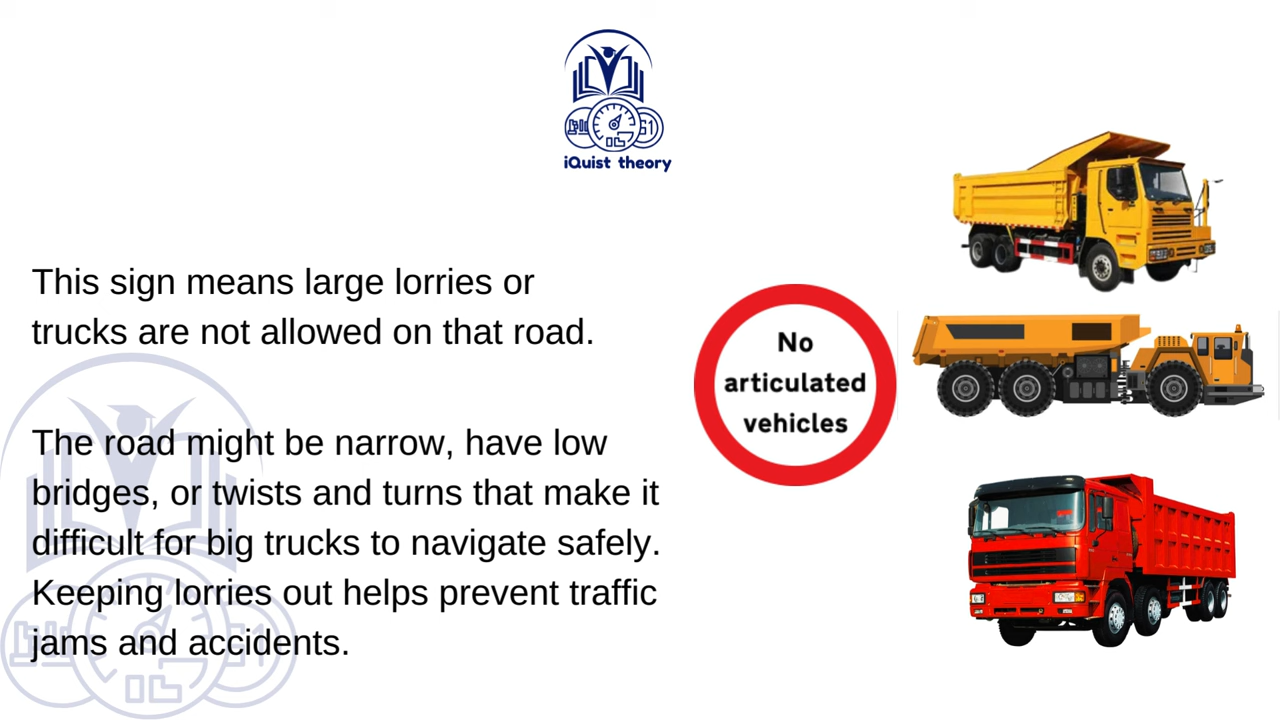 iQuist theory
This sign means large lorries or
trucks are not allowed on that road.
The road might be narrow, have low
bridges, or twists and turns that make it
difficult for big trucks to navigate safely.
Keeping lorries out helps prevent traffic
jams and accidents.
No
articulated
vehicles